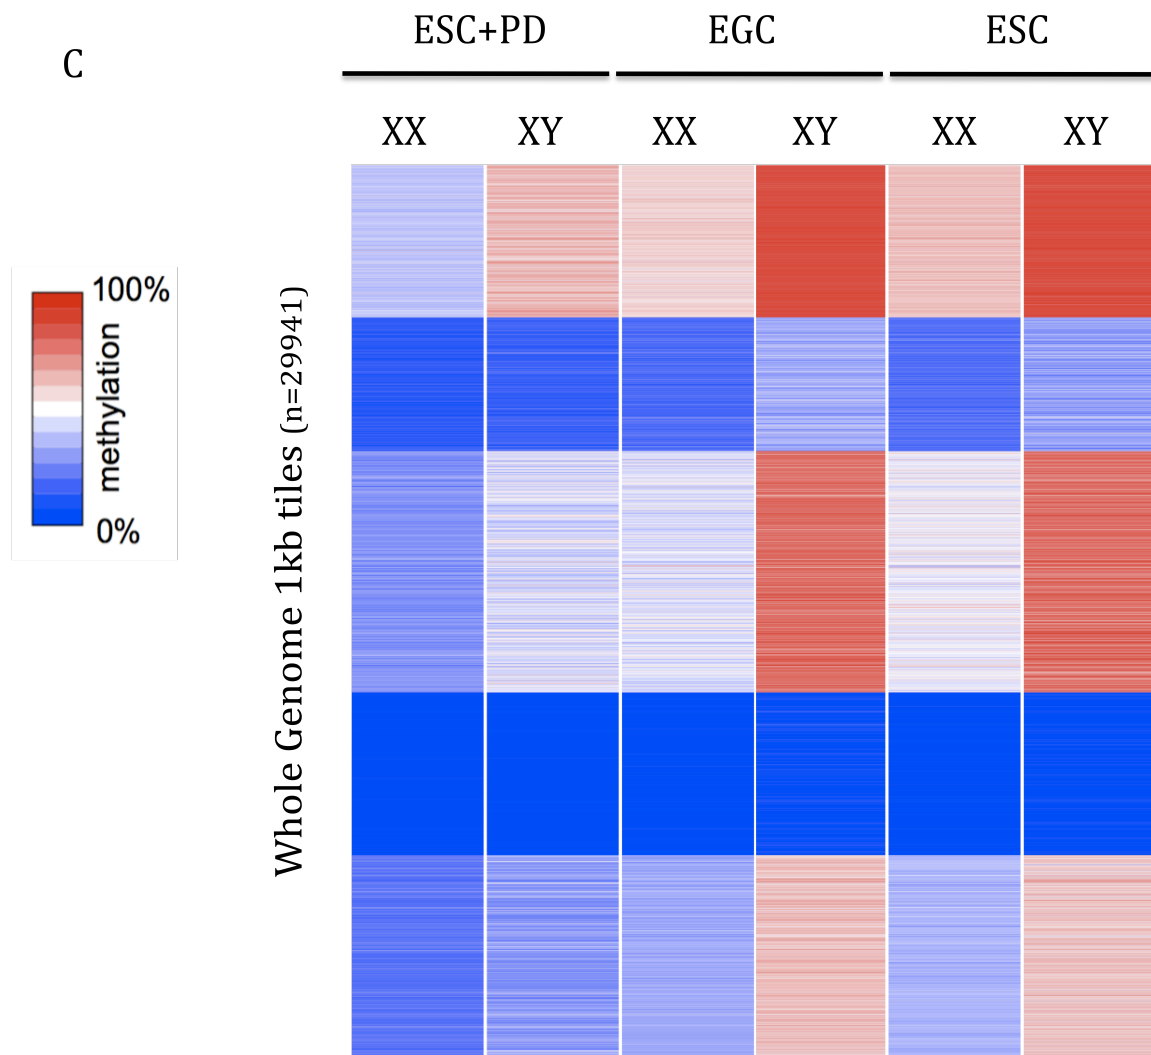 C
ESC+PD EGC ESC
XX XY XX XY XX XY
100%
methylation
0%
Whole Genome 1kb tiles (n=29941)